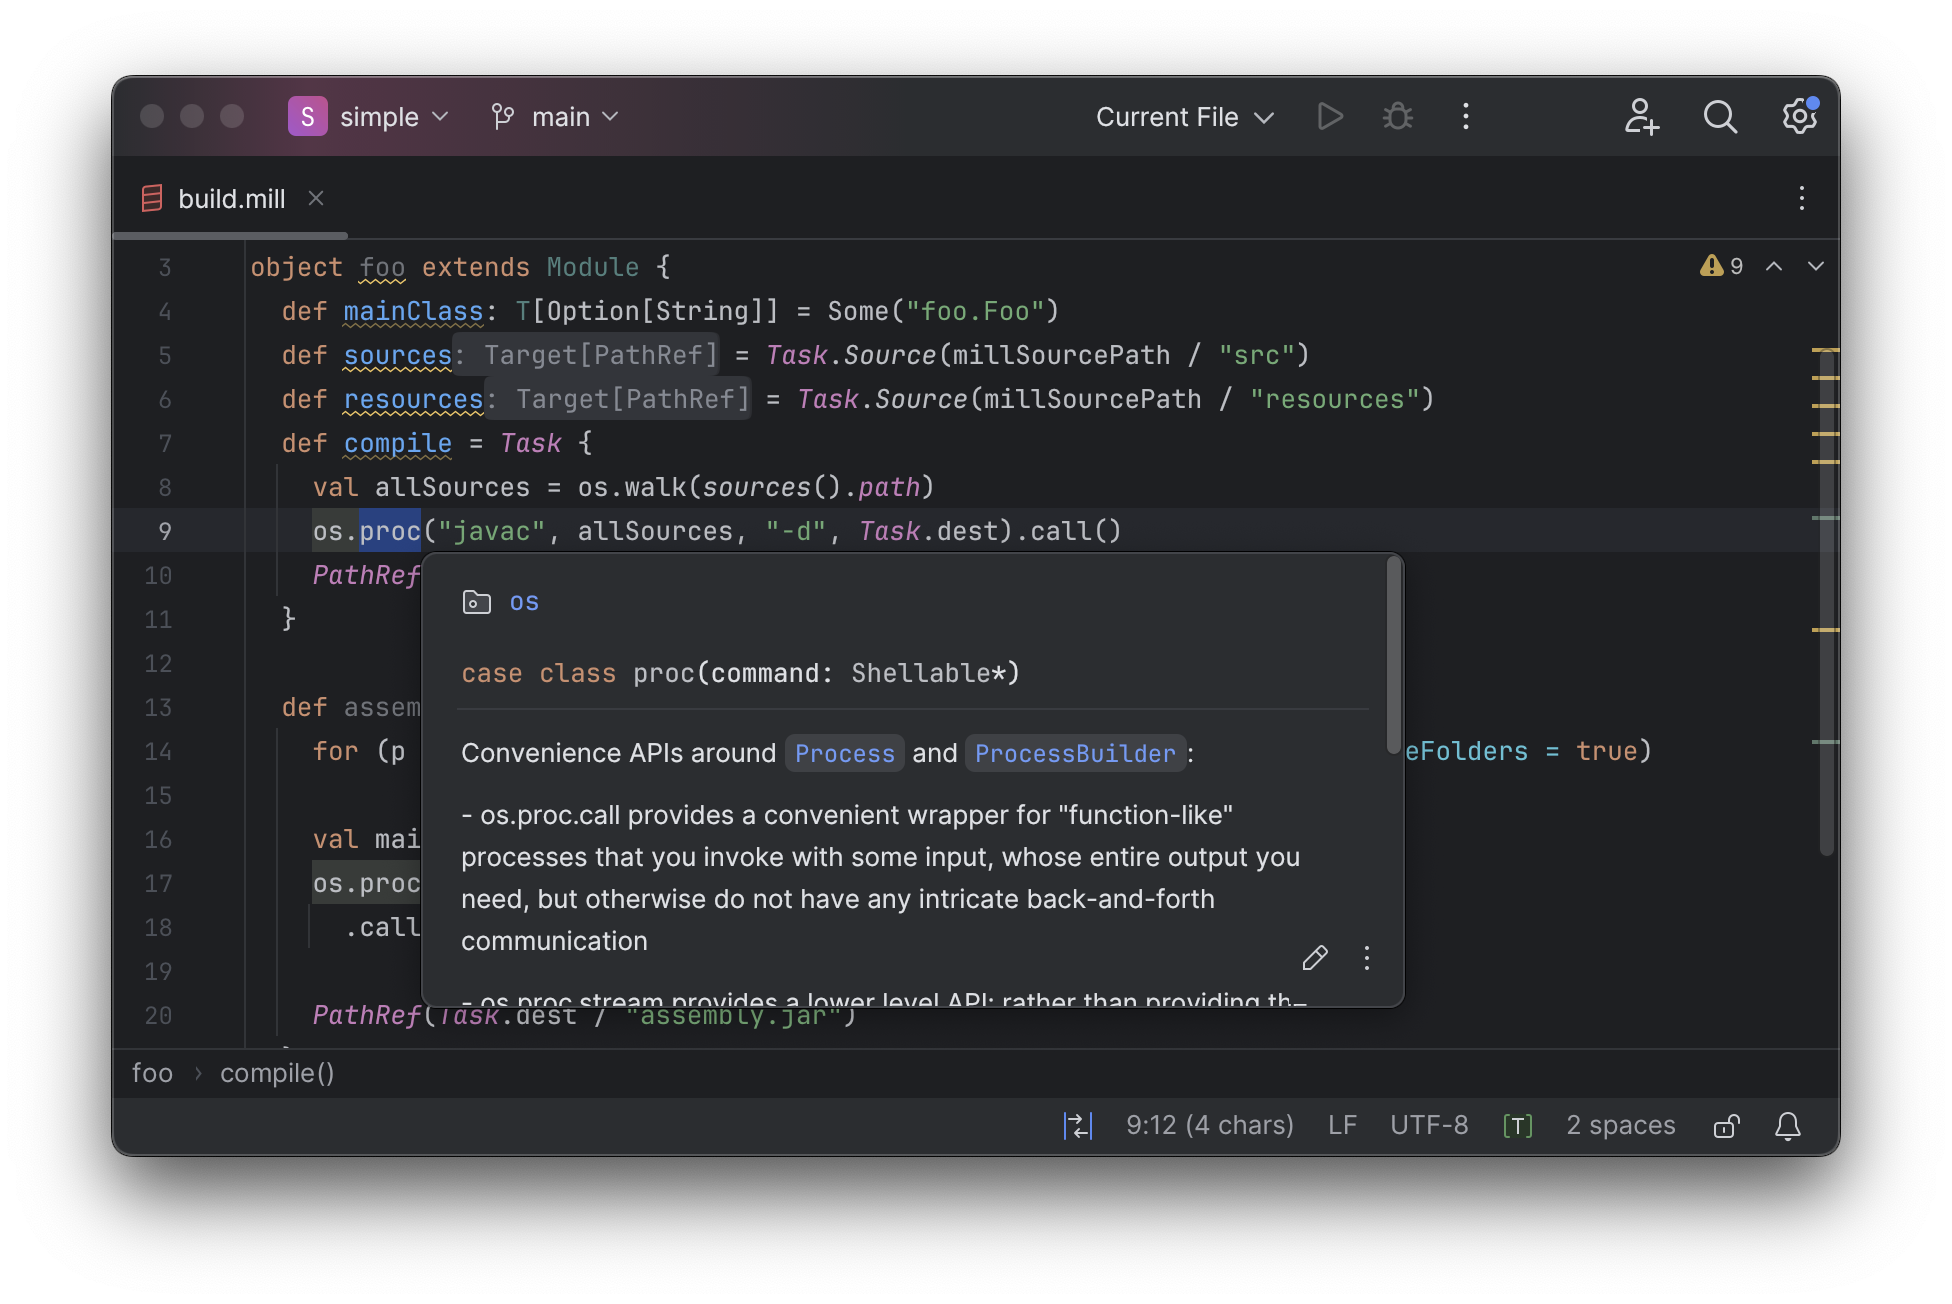 S simple main Current File
build.mill
9
3 object foo extends Module {
4 def mainClass: T[Option[String]] = Some("foo.Foo")
5 def sources: Target[PathRef] = Task.Source(millSourcePath / "src")
6 def resources: Target[PathRef] = Task.Source(millSourcePath / "resources")
7 def compile = Task {
8 val allSources = os.walk(sources().path)
9 os.proc("javac", allSources, "-d", Task.dest).call()
10 PathRef
os
11 }
12
case class proc(command: Shellable*)
13 def assem
14 for (p eFolders = true)
Convenience APIs around Process and ProcessBuilder:
15
- os.proc.call provides a convenient wrapper for "function-like"
16 val mai
processes that you invoke with some input, whose entire output you
17 os.proc
need, but otherwise do not have any intricate back-and-forth
18 .call
communication
19
- os.proc.stream provides a lower level API: rather than providing th
20 PathRef(Task.dest / "assembly.jar")
foo › compile()
9:12 (4 chars) LF UTF-8 [T] 2 spaces